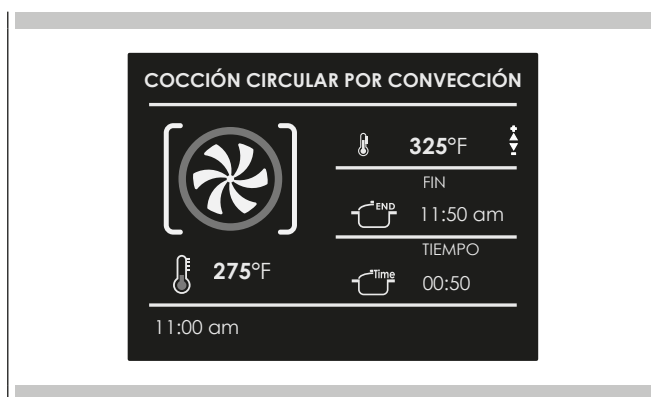 COCCIÓN CIRCULAR POR CONVECCIÓN
325°F
FIN
END
11:50 am
TIEMPO
275°F
Time
00:50
11:00 am